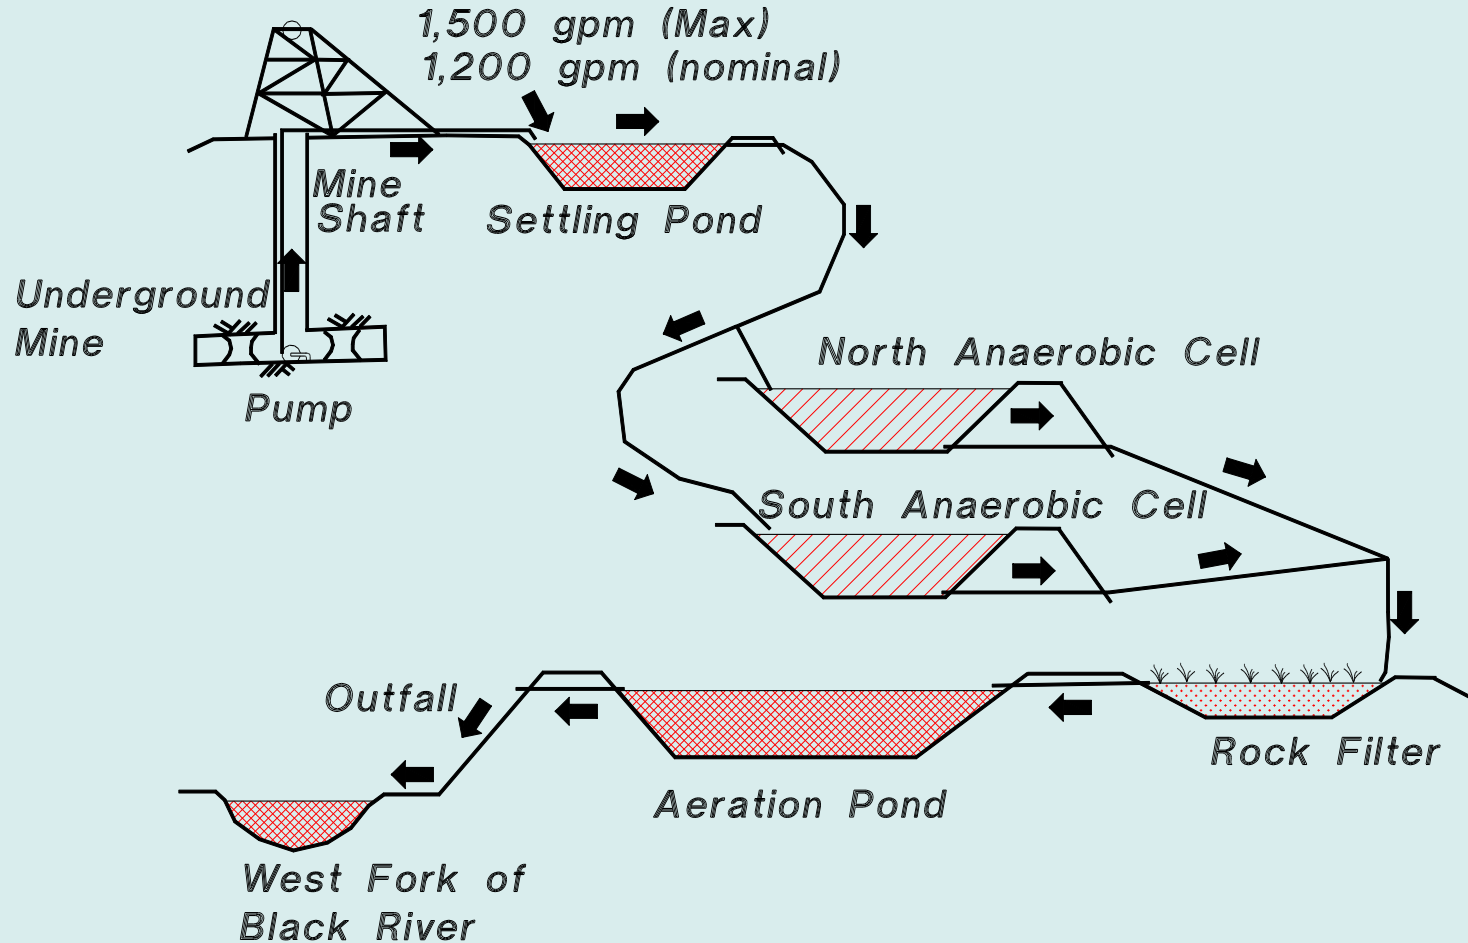 1,500 gpm (Max)
1,200 gpm (nominal)
Mine
Shaft
Settling Pond
Underground
Mine
Pump
North Anaerobic Cell
South Anaerobic Cell
Outfall
Rock Filter
Aeration Pond
West Fork of
Black River